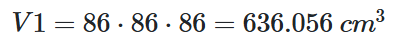 V1 = 86 · 86 · 86 = 636.056 cm³